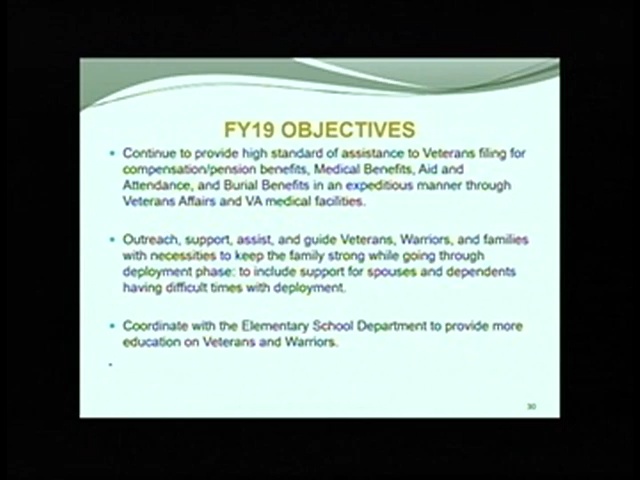 FY19 OBJECTIVES
• Continue to provide high standard of assistance to Veterans filing for
compensation/pension benefits, Medical Benefits, Aid and
Attendance, and Burial Benefits in an expeditious manner through
Veterans Affairs and VA medical facilities.
• Outreach, support, assist, and guide Veterans, Warriors, and families
with necessities to keep the family strong while going through
deployment phase: to include support for spouses and dependents
having difficult times with deployment.
• Coordinate with the Elementary School Department to provide more
education on Veterans and Warriors.
•
30